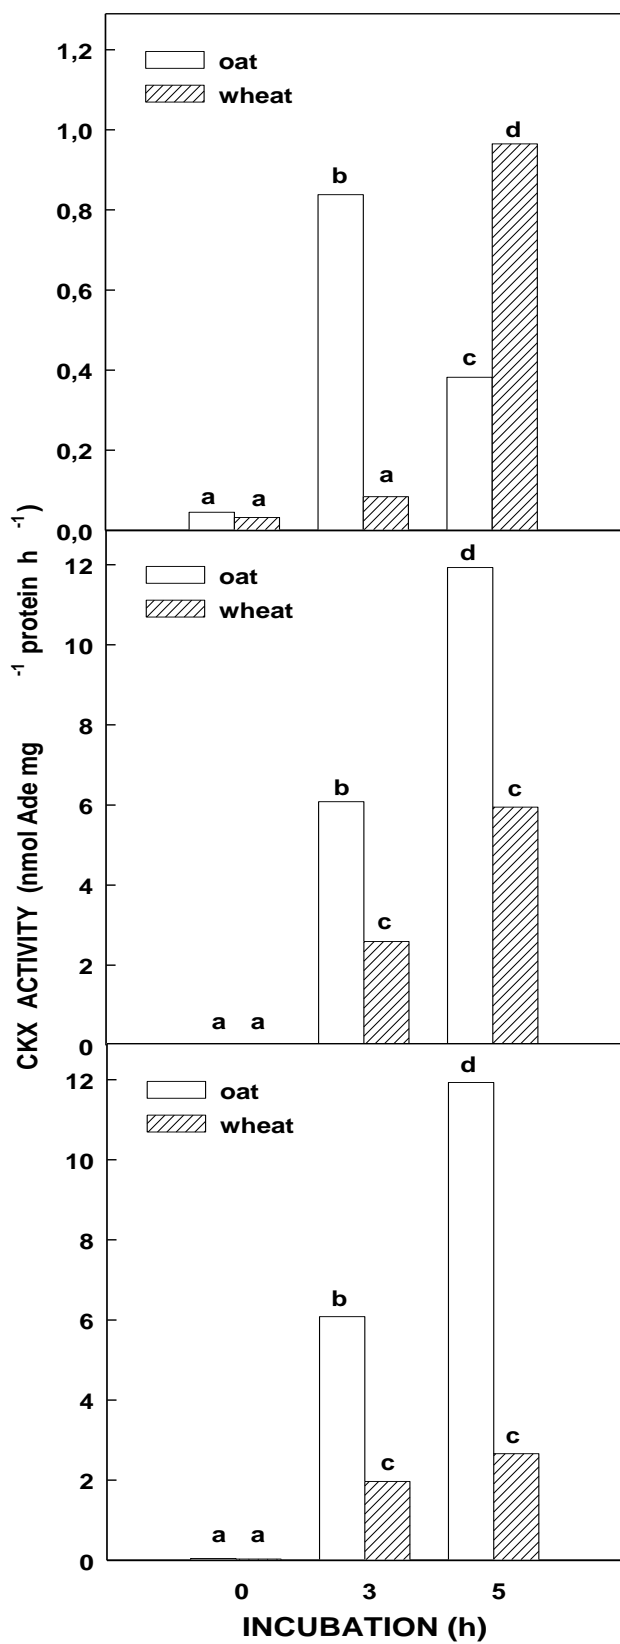 CKX ACTIVITY (nmol Ade mg -1 protein h -1)
1,2
1,0
0,8
0,6
0,4
0,2
0,0
oat
wheat
a
a
b
a
c
d
12
10
8
6
4
2
0
oat
wheat
a
a
b
c
d
c
12
10
8
6
4
2
0
oat
wheat
a
a
b
c
d
c
0 3 5
INCUBATION (h)